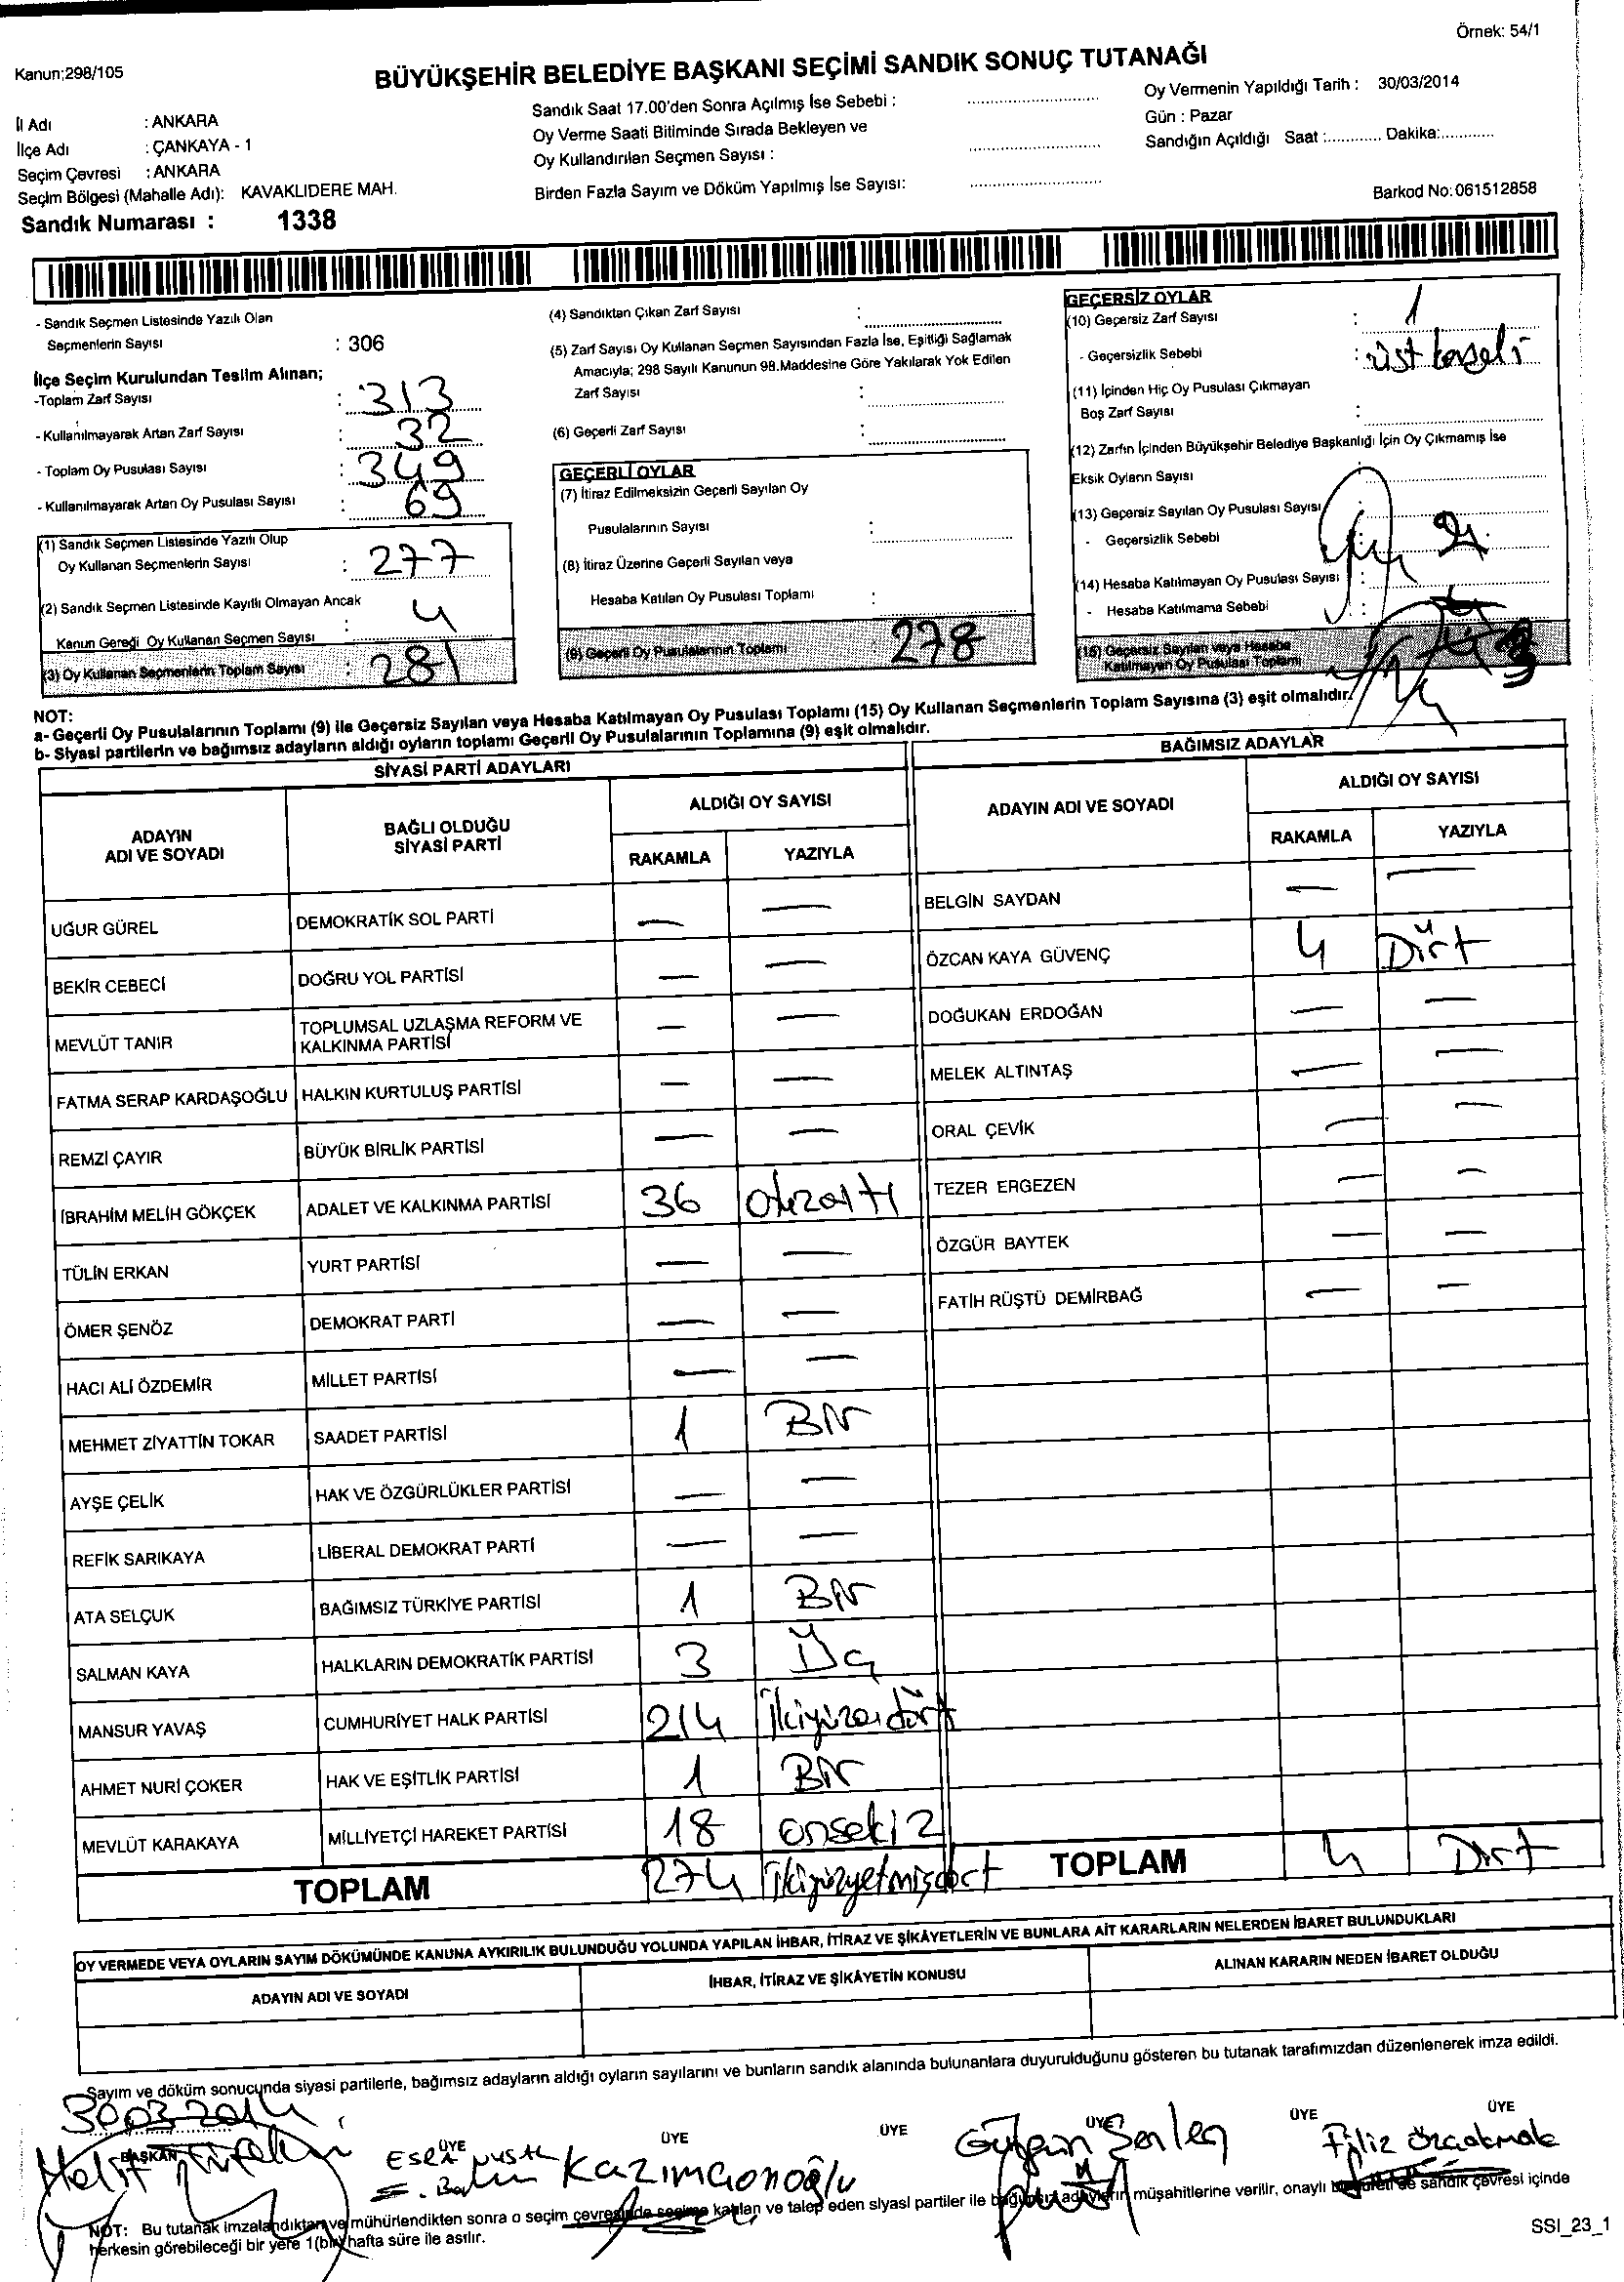 Örnek: 54/1
Kanun;298/105
BÜYÜKŞEHİR BELEDİYE BAŞKANI SEÇİMİ SANDIK SONUÇ TUTANAĞI
İl Adı : ANKARA
İlçe Adı : ÇANKAYA - 1
Seçim Çevresi : ANKARA
Seçim Bölgesi (Mahalle Adı): KAVAKLIDERE MAH.
Sandık Numarası : 1338
Sandık Saat 17.00'den Sonra Açılmış İse Sebebi :
Oy Verme Saati Bitiminde Sırada Bekleyen ve
Oy Kullandırılan Seçmen Sayısı :
Birden Fazla Sayım ve Döküm Yapılmış İse Sayısı:
Oy Vermenin Yapıldığı Tarih : 30/03/2014
Gün : Pazar
Sandığın Açıldığı Saat :............ Dakika:............
Barkod No:061512858
- Sandık Seçmen Listesinde Yazılı Olan
Seçmenlerin Sayısı : 306
İlçe Seçim Kurulundan Teslim Alınan;
-Toplam Zarf Sayısı : 313
- Kullanılmayarak Artan Zarf Sayısı : 32
- Toplam Oy Pusulası Sayısı : 349
- Kullanılmayarak Artan Oy Pusulası Sayısı : 69
(1) Sandık Seçmen Listesinde Yazılı Olup
Oy Kullanan Seçmenlerin Sayısı : 277
(2) Sandık Seçmen Listesinde Kayıtlı Olmayan Ancak
Kanun Gereği Oy Kullanan Seçmen Sayısı : 4
(3) Oy Kullanan Seçmenlerin Toplam Sayısı : 281
(4) Sandıktan Çıkan Zarf Sayısı :
(5) Zarf Sayısı Oy Kullanan Seçmen Sayısından Fazla İse, Eşitliği Sağlamak
Amacıyla; 298 Sayılı Kanunun 98.Maddesine Göre Yakılarak Yok Edilen
Zarf Sayısı :
(6) Geçerli Zarf Sayısı :
GEÇERLİ OYLAR
(7) İtiraz Edilmeksizin Geçerli Sayılan Oy
Pusulalarının Sayısı :
(8) İtiraz Üzerine Geçerli Sayılan veya
Hesaba Katılan Oy Pusulası Toplamı :
(9) Geçerli Oy Pusulalarının Toplamı 278
GEÇERSİZ OYLAR
(10) Geçersiz Zarf Sayısı : 1
- Geçersizlik Sebebi : üst kaşeli
(11) İçinden Hiç Oy Pusulası Çıkmayan
Boş Zarf Sayısı :
(12) Zarfın İçinden Büyükşehir Belediye Başkanlığı İçin Oy Çıkmamış İse
Eksik Oyların Sayısı :
(13) Geçersiz Sayılan Oy Pusulası Sayısı
- Geçersizlik Sebebi :
(14) Hesaba Katılmayan Oy Pusulası Sayısı :
- Hesaba Katılmama Sebebi :
(15) Geçersiz Sayılan veya Hesaba
Katılmayan Oy Pusulası Toplamı 3
NOT:
a- Geçerli Oy Pusulalarının Toplamı (9) ile Geçersiz Sayılan veya Hesaba Katılmayan Oy Pusulası Toplamı (15) Oy Kullanan Seçmenlerin Toplam Sayısına (3) eşit olmalıdır.
b- Siyasi partilerin ve bağımsız adayların aldığı oyların toplamı Geçerli Oy Pusulalarının Toplamına (9) eşit olmalıdır.
SİYASİ PARTİ ADAYLARI
ADAYIN ADI VE SOYADI
BAĞLI OLDUĞU SİYASİ PARTİ
ALDIĞI OY SAYISI
RAKAMLA YAZIYLA
UĞUR GÜREL DEMOKRATİK SOL PARTİ — —
BEKİR CEBECİ DOĞRU YOL PARTİSİ — —
MEVLÜT TANIR TOPLUMSAL UZLAŞMA REFORM VE KALKINMA PARTİSİ — —
FATMA SERAP KARDAŞOĞLU HALKIN KURTULUŞ PARTİSİ — —
REMZİ ÇAYIR BÜYÜK BİRLİK PARTİSİ — —
İBRAHİM MELİH GÖKÇEK ADALET VE KALKINMA PARTİSİ 36 otuzaltı
TÜLİN ERKAN YURT PARTİSİ — —
ÖMER ŞENÖZ DEMOKRAT PARTİ — —
HACI ALİ ÖZDEMİR MİLLET PARTİSİ — —
MEHMET ZİYATTİN TOKAR SAADET PARTİSİ 1 Bir
AYŞE ÇELİK HAK VE ÖZGÜRLÜKLER PARTİSİ — —
REFİK SARIKAYA LİBERAL DEMOKRAT PARTİ — —
ATA SELÇUK BAĞIMSIZ TÜRKİYE PARTİSİ 1 Bir
SALMAN KAYA HALKLARIN DEMOKRATİK PARTİSİ 3 Üç
MANSUR YAVAŞ CUMHURİYET HALK PARTİSİ 214 İkiyüzondört
AHMET NURİ ÇOKER HAK VE EŞİTLİK PARTİSİ 1 Bir
MEVLÜT KARAKAYA MİLLİYETÇİ HAREKET PARTİSİ 18 onsekiz
TOPLAM 274 İkiyüzyetmişdört
BAĞIMSIZ ADAYLAR
ADAYIN ADI VE SOYADI
ALDIĞI OY SAYISI
RAKAMLA YAZIYLA
BELGİN SAYDAN — —
ÖZCAN KAYA GÜVENÇ 4 Dört
DOĞUKAN ERDOĞAN — —
MELEK ALTINTAŞ — —
ORAL ÇEVİK — —
TEZER ERGEZEN — —
ÖZGÜR BAYTEK — —
FATİH RÜŞTÜ DEMİRBAĞ — —
TOPLAM 4 Dört
OY VERMEDE VEYA OYLARIN SAYIM DÖKÜMÜNDE KANUNA AYKIRILIK BULUNDUĞU YOLUNDA YAPILAN İHBAR, İTİRAZ VE ŞİKÂYETLERİN VE BUNLARA AİT KARARLARIN NELERDEN İBARET BULUNDUKLARI
ADAYIN ADI VE SOYADI
İHBAR, İTİRAZ VE ŞİKÂYETİN KONUSU
ALINAN KARARIN NEDEN İBARET OLDUĞU
Sayım ve döküm sonucunda siyasi partilerle, bağımsız adayların aldığı oyların sayılarını ve bunların sandık alanında bulunanlara duyurulduğunu gösteren bu tutanak tarafımızdan düzenlenerek imza edildi.
30.03.2014
BAŞKAN ÜYE ÜYE ÜYE ÜYE ÜYE ÜYE
Kazımcanoğlu
NOT: Bu tutanak imzalandıktan ve mühürlendikten sonra o seçim çevresinde seçime katılan ve talep eden siyasi partiler ile bağımsız adayların müşahitlerine verilir, onaylı bir sureti de sandık çevresi içinde
herkesin görebileceği bir yere 1(bir) hafta süre ile asılır.
SSI_23_1